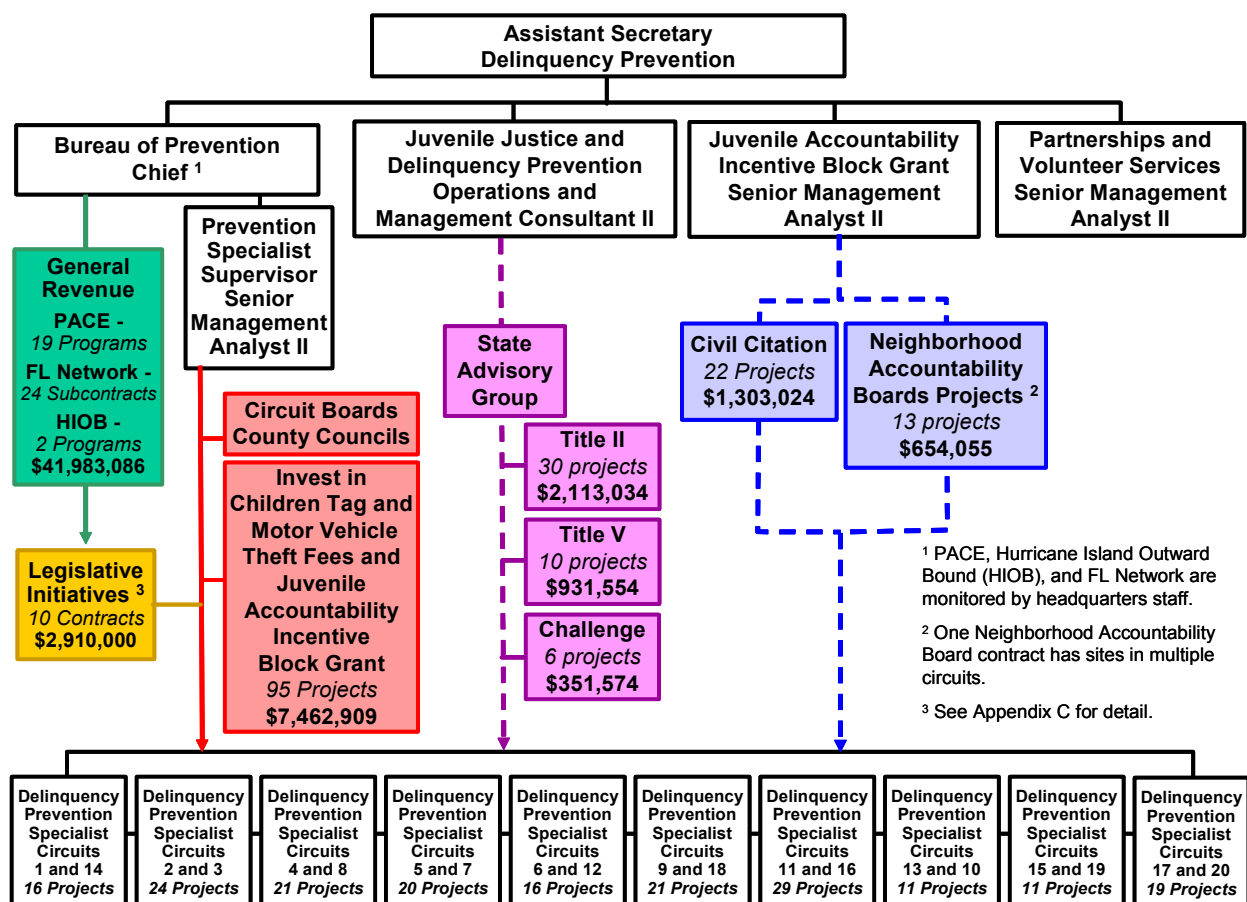 Assistant Secretary
Delinquency Prevention
Bureau of Prevention
Chief ¹
Juvenile Justice and
Delinquency Prevention
Operations and
Management Consultant II
Juvenile Accountability
Incentive Block Grant
Senior Management
Analyst II
Partnerships and
Volunteer Services
Senior Management
Analyst II
Prevention
Specialist
Supervisor
Senior
Management
Analyst II
General
Revenue
PACE -
19 Programs
FL Network -
24 Subcontracts
HIOB -
2 Programs
$41,983,086
Legislative
Initiatives ³
10 Contracts
$2,910,000
Circuit Boards
County Councils
Invest in
Children Tag and
Motor Vehicle
Theft Fees and
Juvenile
Accountability
Incentive
Block Grant
95 Projects
$7,462,909
State
Advisory
Group
Title II
30 projects
$2,113,034
Title V
10 projects
$931,554
Challenge
6 projects
$351,574
Civil Citation
22 Projects
$1,303,024
Neighborhood
Accountability
Boards Projects ²
13 projects
$654,055
¹ PACE, Hurricane Island Outward
Bound (HIOB), and FL Network are
monitored by headquarters staff.
² One Neighborhood Accountability
Board contract has sites in multiple
circuits.
³ See Appendix C for detail.
Delinquency
Prevention
Specialist
Circuits
1 and 14
16 Projects
Delinquency
Prevention
Specialist
Circuits
2 and 3
24 Projects
Delinquency
Prevention
Specialist
Circuits
4 and 8
21 Projects
Delinquency
Prevention
Specialist
Circuits
5 and 7
20 Projects
Delinquency
Prevention
Specialist
Circuits
6 and 12
16 Projects
Delinquency
Prevention
Specialist
Circuits
9 and 18
21 Projects
Delinquency
Prevention
Specialist
Circuits
11 and 16
29 Projects
Delinquency
Prevention
Specialist
Circuits
13 and 10
11 Projects
Delinquency
Prevention
Specialist
Circuits
15 and 19
11 Projects
Delinquency
Prevention
Specialist
Circuits
17 and 20
19 Projects